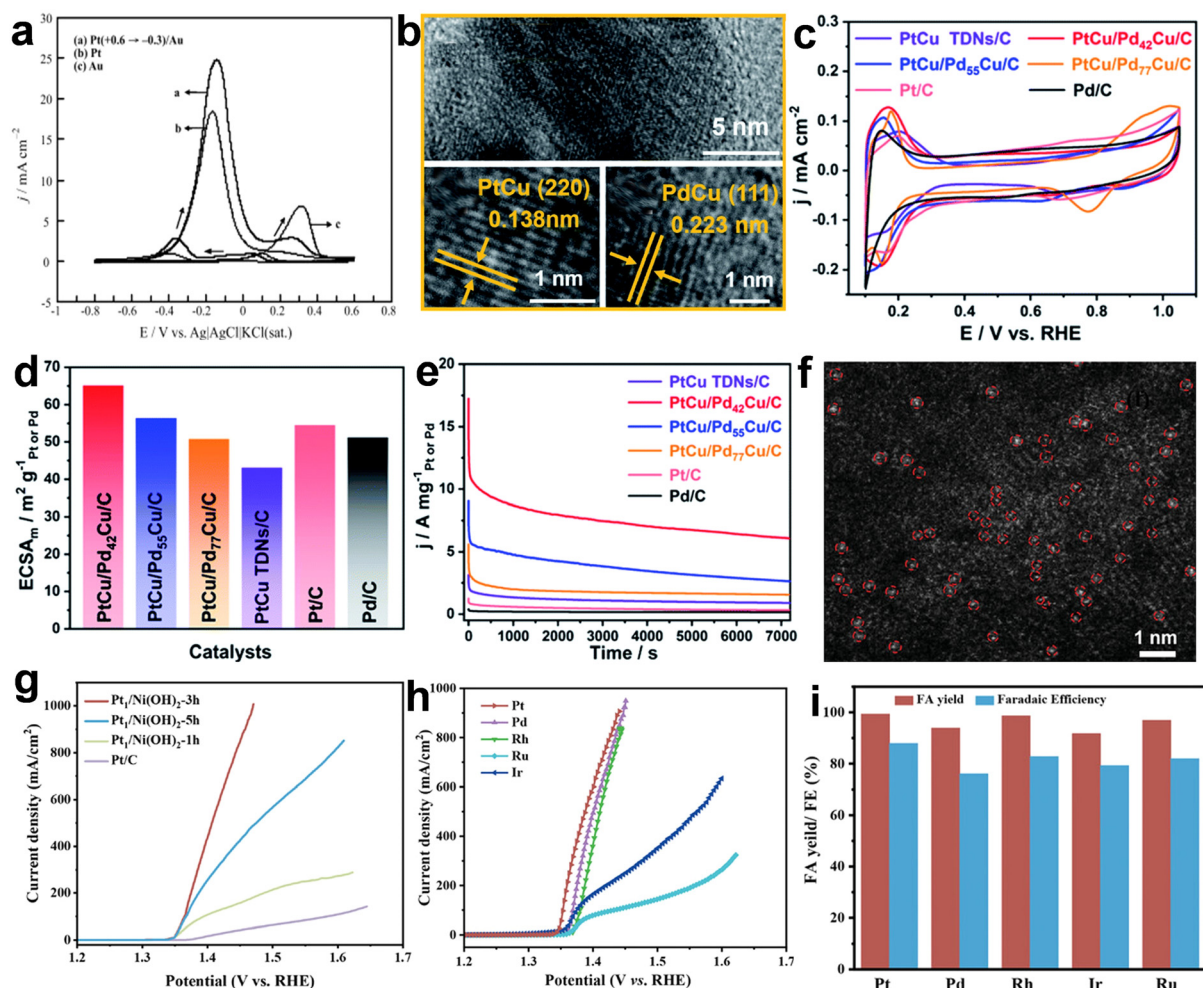 a
30
25
20
15
10
5
0
5
-1
-0.8
-0.6
-0.4
-0.2
0
0.2
0.4
0.6
0.8
j / mA cm⁻²
E / V vs. Ag|AgCl|KCl(sat.)
(a) Pt(+0.6 → −0.3)/Au
(b) Pt
(c) Au
a
b
c
b
5 nm
PtCu (220)
0.138nm
1 nm
PdCu (111)
0.223 nm
1 nm
c
PtCu TDNs/C
PtCu/Pd₄₂Cu/C
PtCu/Pd₅₅Cu/C
PtCu/Pd₇₇Cu/C
Pt/C
Pd/C
0.3
0.2
0.1
0.0
-0.1
-0.2
j / mA cm⁻²
0.2
0.4
0.6
0.8
1.0
E / V vs. RHE
d
70
60
50
40
30
20
10
0
ECSAₘ / m² g⁻¹ Pt or Pd
PtCu/Pd₄₂Cu/C
PtCu/Pd₅₅Cu/C
PtCu/Pd₇₇Cu/C
PtCu TDNs/C
Pt/C
Pd/C
Catalysts
e
20
15
10
5
0
j / A mg⁻¹ Pt or Pd
PtCu TDNs/C
PtCu/Pd₄₂Cu/C
PtCu/Pd₅₅Cu/C
PtCu/Pd₇₇Cu/C
Pt/C
Pd/C
0
1000
2000
3000
4000
5000
6000
7000
Time / s
f
1 nm
g
1000
800
600
400
200
0
Current density (mA/cm²)
Pt₁/Ni(OH)₂-3h
Pt₁/Ni(OH)₂-5h
Pt₁/Ni(OH)₂-1h
Pt/C
1.2
1.3
1.4
1.5
1.6
1.7
Potential (V vs. RHE)
h
1000
800
600
400
200
0
Current density (mA/cm²)
Pt
Pd
Rh
Ru
Ir
1.2
1.3
1.4
1.5
1.6
1.7
Potential (V vs. RHE)
i
FA yield
Faradaic Efficiency
100
80
60
40
20
0
FA yeild/ FE (%)
Pt
Pd
Rh
Ir
Ru